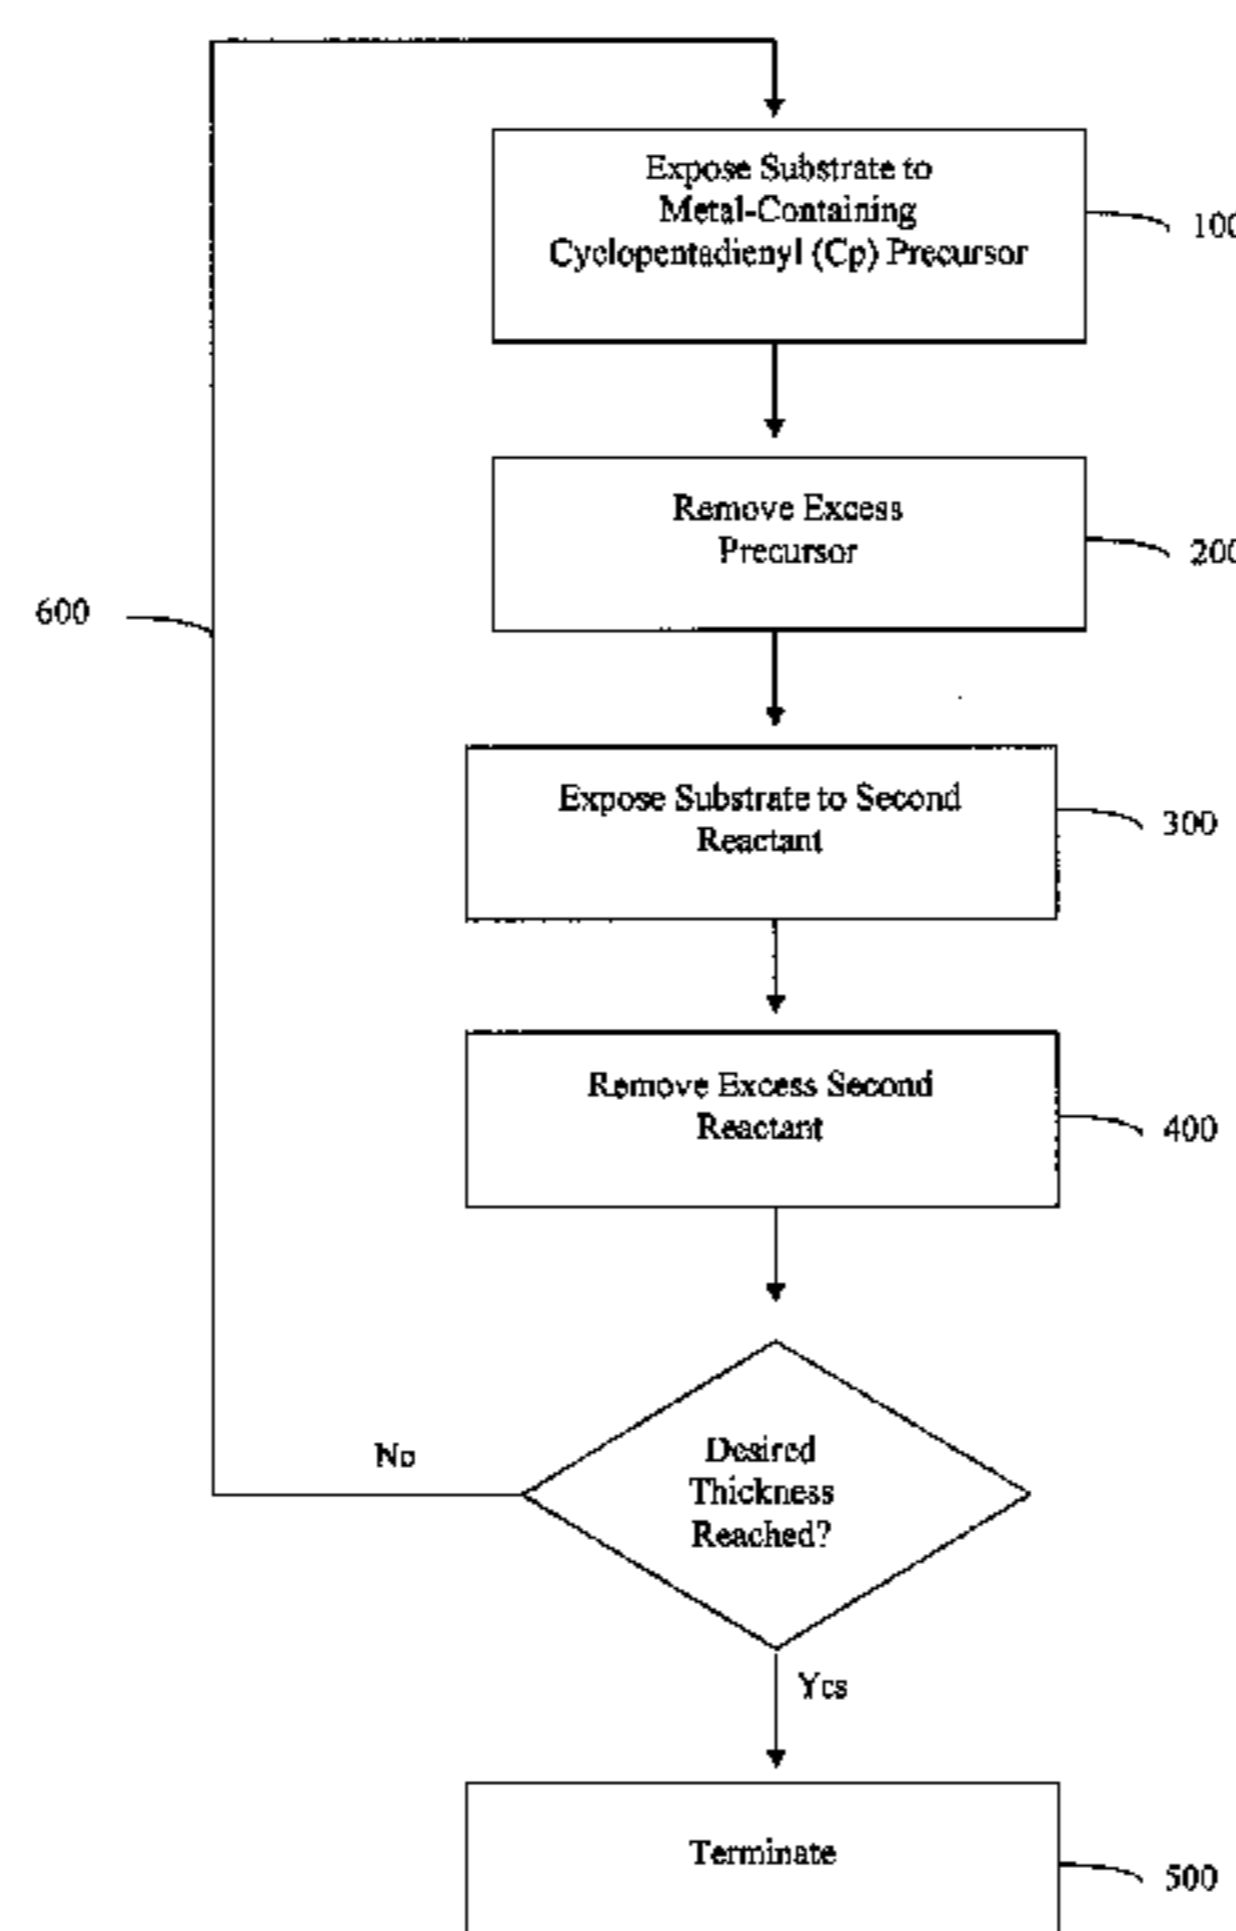 Expose Substrate to
Metal-Containing
Cyclopentadienyl (Cp) Precursor
100
Remove Excess
Precursor
200
600
Expose Substrate to Second
Reactant
300
Remove Excess Second
Reactant
400
No
Desired
Thickness
Reached?
Yes
Terminate
500